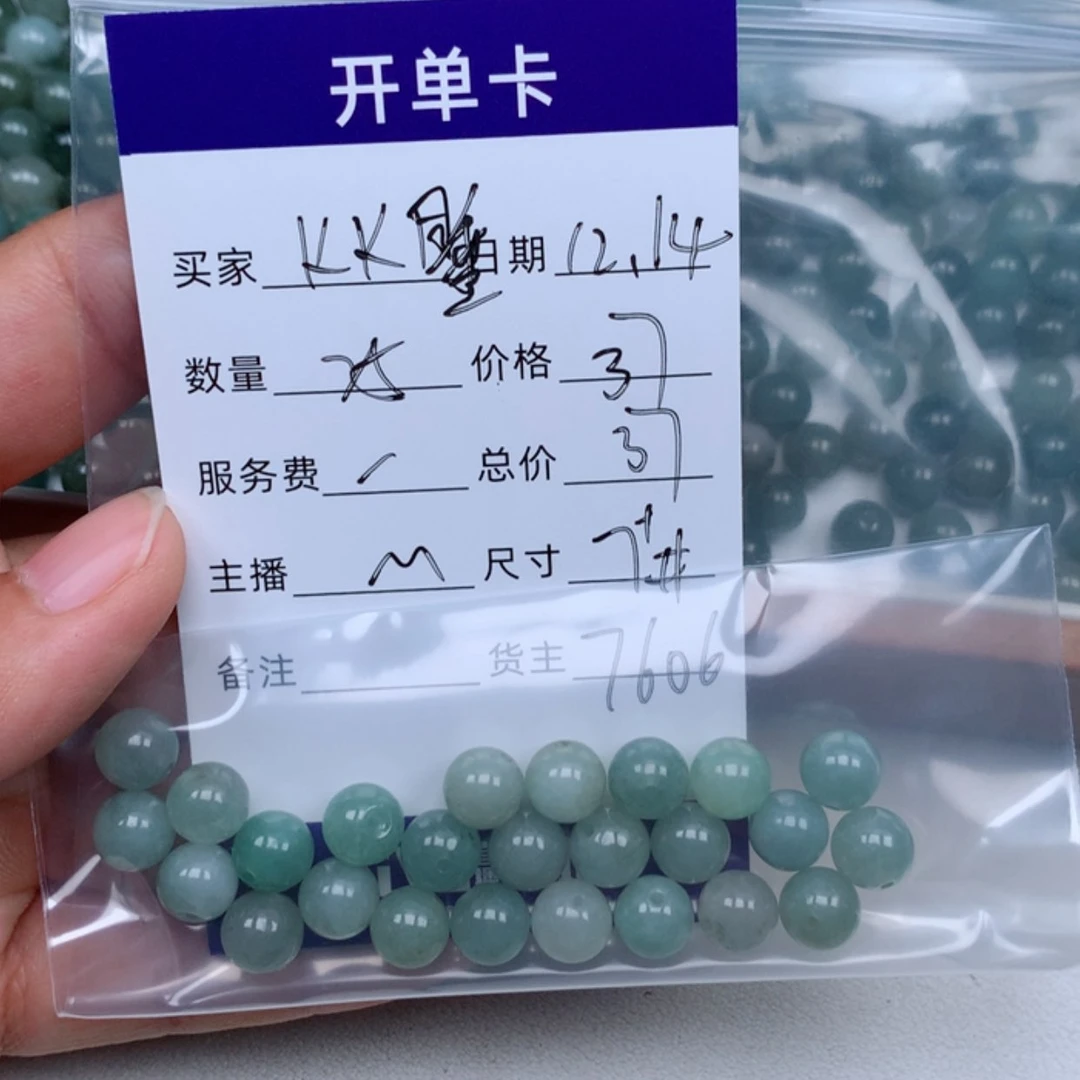 开单卡
买家 KK 日期 12.14
数量 价格 37
服务费 / 总价 37
主播 M 尺寸 7+#
备注 货主 7606